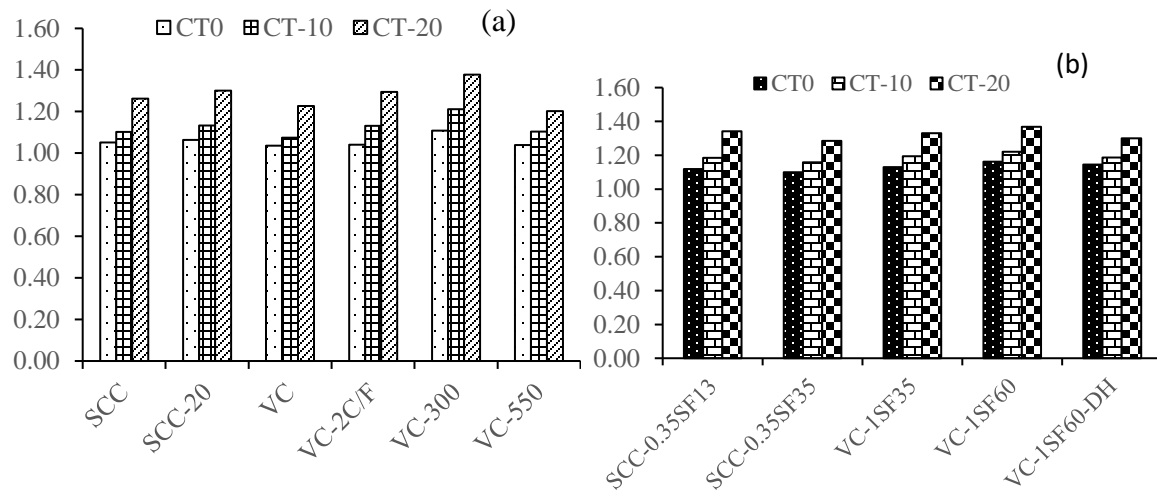 1.60
1.40
1.20
1.00
0.80
0.60
0.40
0.20
0.00
CT0 CT-10 CT-20
(a)
SCC
SCC-20
VC
VC-2C/F
VC-300
VC-550
1.60
1.40
1.20
1.00
0.80
0.60
0.40
0.20
0.00
CT0 CT-10 CT-20
(b)
SCC-0.35SF13
SCC-0.35SF35
VC-1SF35
VC-1SF60
VC-1SF60-DH